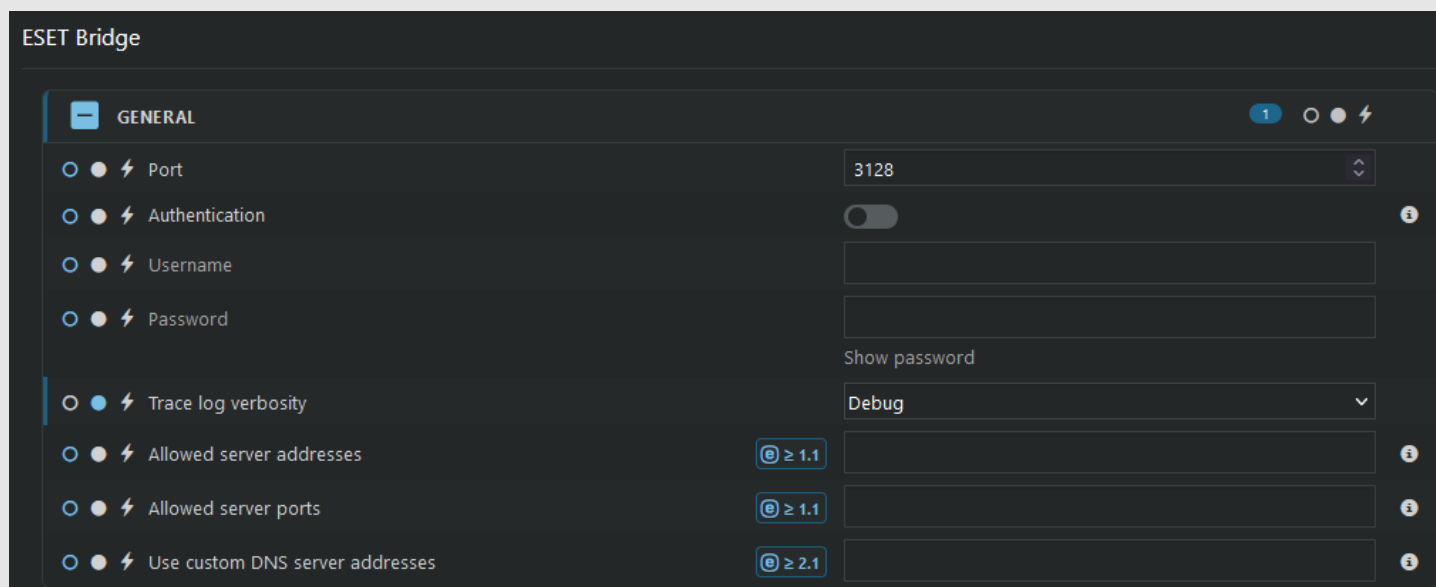 ESET Bridge
GENERAL 1
Port 3128
Authentication
Username
Password
Show password
Trace log verbosity Debug
Allowed server addresses ≥ 1.1
Allowed server ports ≥ 1.1
Use custom DNS server addresses ≥ 2.1